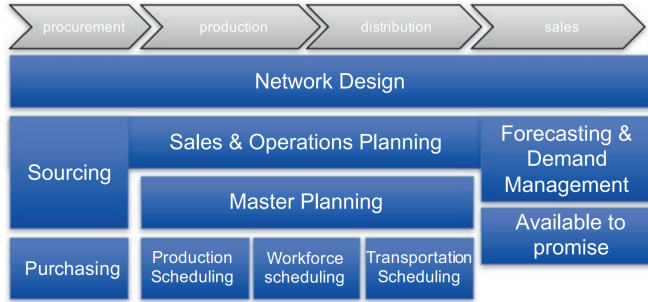 procurement
production
distribution
sales
Network Design
Sourcing
Sales & Operations Planning
Forecasting &
Demand
Management
Master Planning
Available to
promise
Purchasing
Production
Scheduling
Workforce
scheduling
Transportation
Scheduling